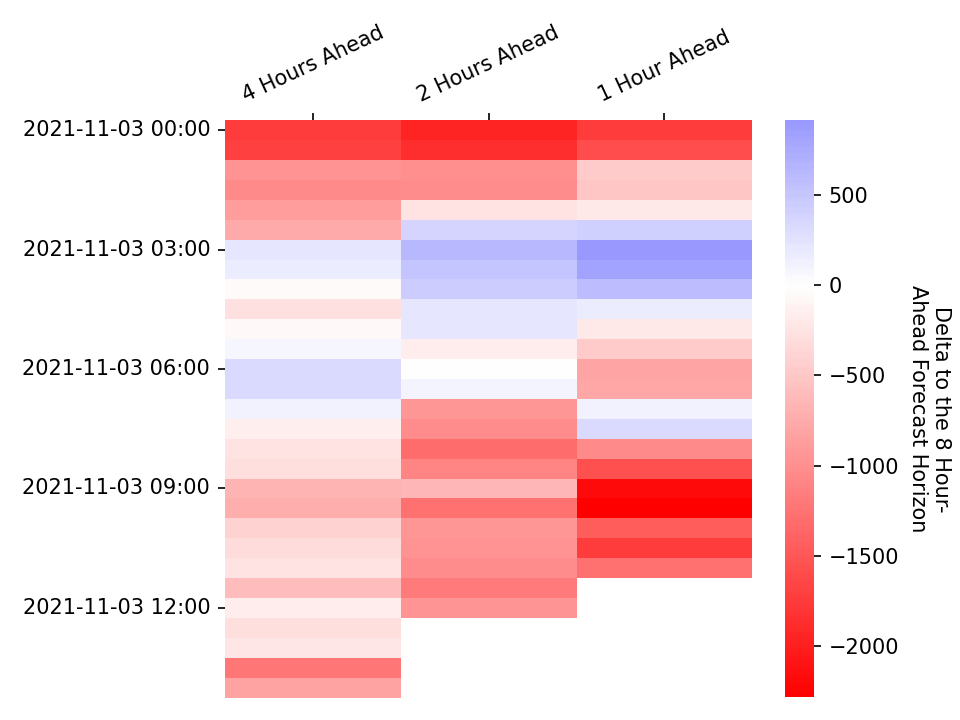 4 Hours Ahead
2 Hours Ahead
1 Hour Ahead
2021-11-03 00:00
2021-11-03 03:00
2021-11-03 06:00
2021-11-03 09:00
2021-11-03 12:00
500
0
−500
−1000
−1500
−2000
Delta to the 8 Hour-
Ahead Forecast Horizon